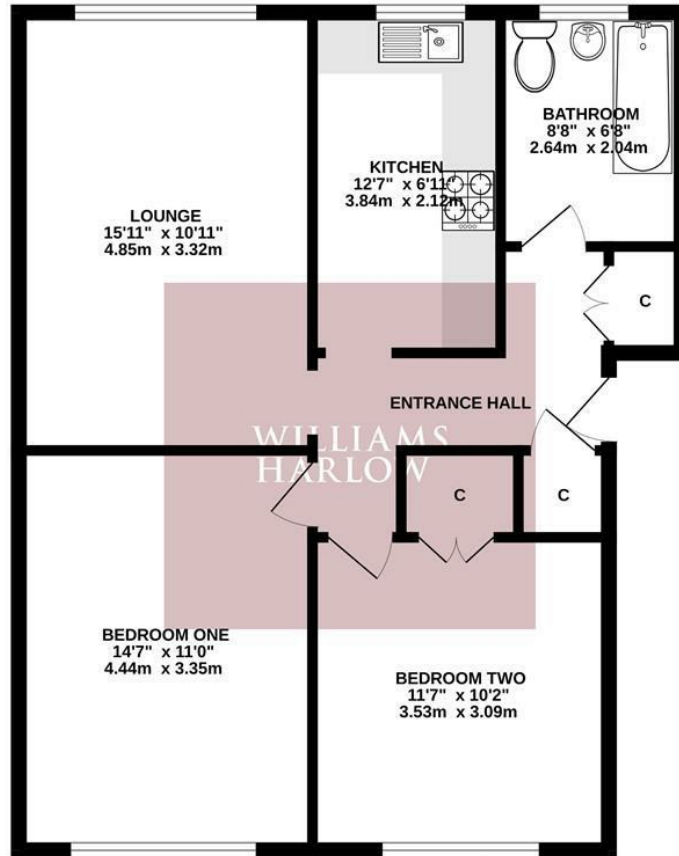 LOUNGE
15'11" x 10'11"
4.85m x 3.32m
KITCHEN
12'7" x 6'11"
3.84m x 2.12m
BATHROOM
8'8" x 6'8"
2.64m x 2.04m
C
ENTRANCE HALL
WILLIAMS
HARLOW
C
C
BEDROOM ONE
14'7" x 11'0"
4.44m x 3.35m
BEDROOM TWO
11'7" x 10'2"
3.53m x 3.09m